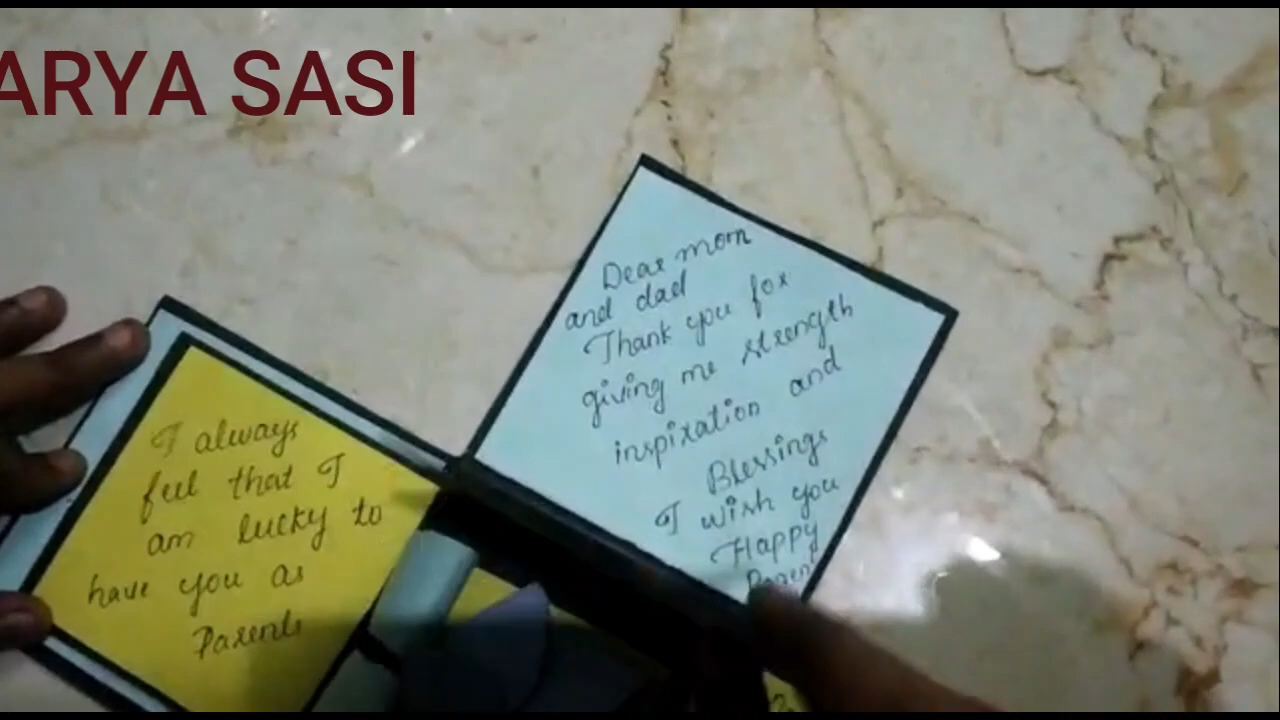 ARYA SASI
I always
feel that I
am lucky to
have you as
Parents
Dear mom
and dad
Thank you for
giving me strength
inspiration and
Blessings
I wish you
Happy